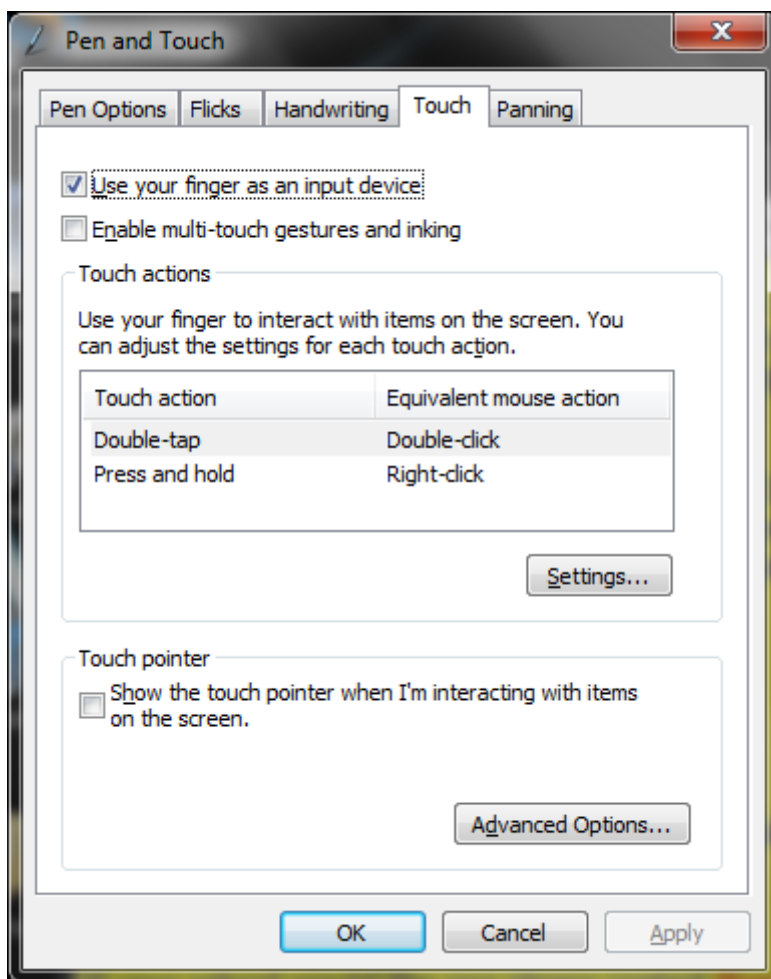 Pen and Touch
Pen Options Flicks Handwriting Touch Panning
Use your finger as an input device
Enable multi-touch gestures and inking
Touch actions
Use your finger to interact with items on the screen. You
can adjust the settings for each touch action.
Touch action Equivalent mouse action
Double-tap Double-click
Press and hold Right-click
Settings...
Touch pointer
Show the touch pointer when I'm interacting with items
on the screen.
Advanced Options...
OK Cancel Apply